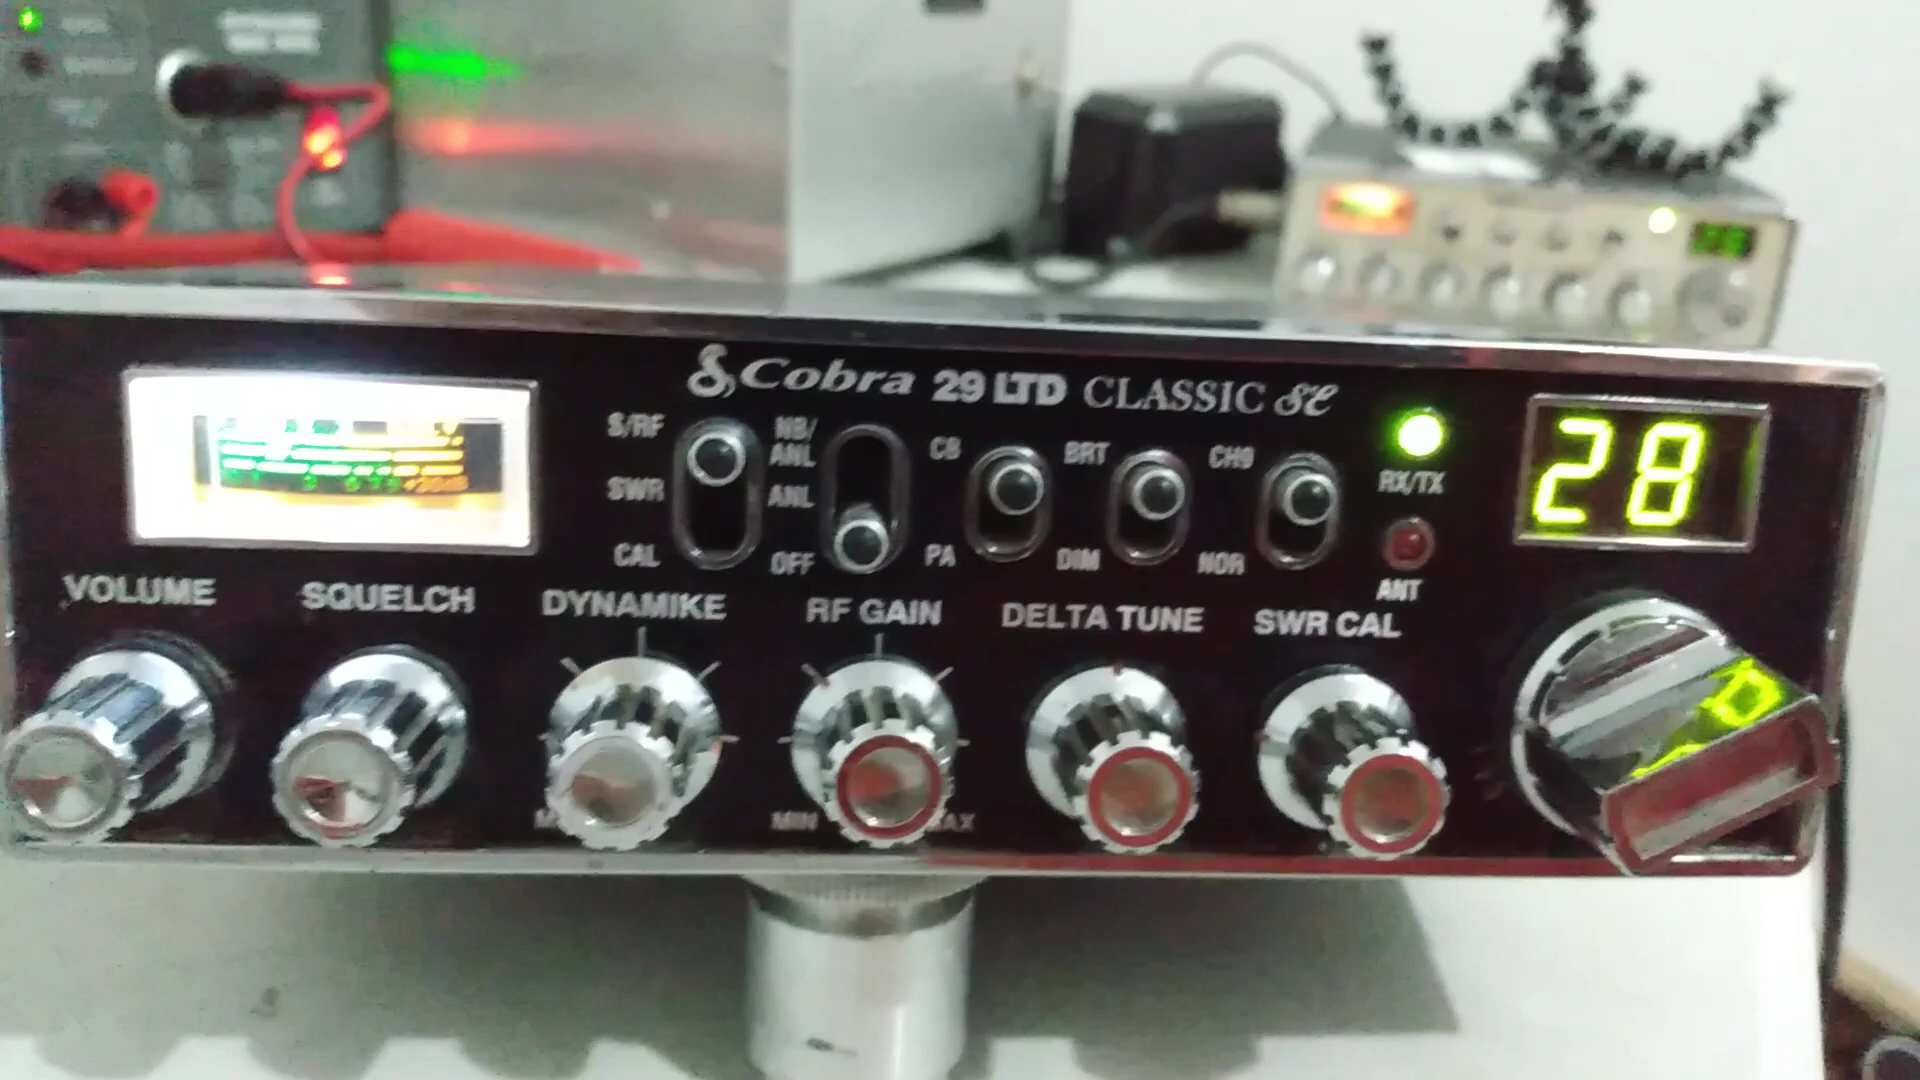 Cobra 29 LTD CLASSIC SE
S/RF
SWR
CAL
NB/
ANL
ANL
OFF
CB
PA
BRT
DIM
CH9
NOR
RX/TX
ANT
28
VOLUME
SQUELCH
DYNAMIKE
RF GAIN
DELTA TUNE
SWR CAL
MIN